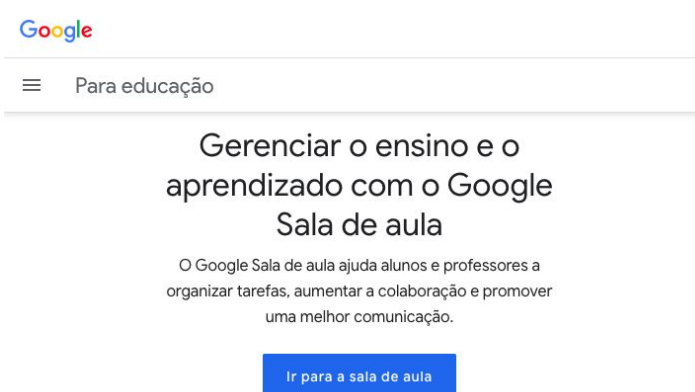 Google
Para educação
Gerenciar o ensino e o
aprendizado com o Google
Sala de aula
O Google Sala de aula ajuda alunos e professores a
organizar tarefas, aumentar a colaboração e promover
uma melhor comunicação.
Ir para a sala de aula